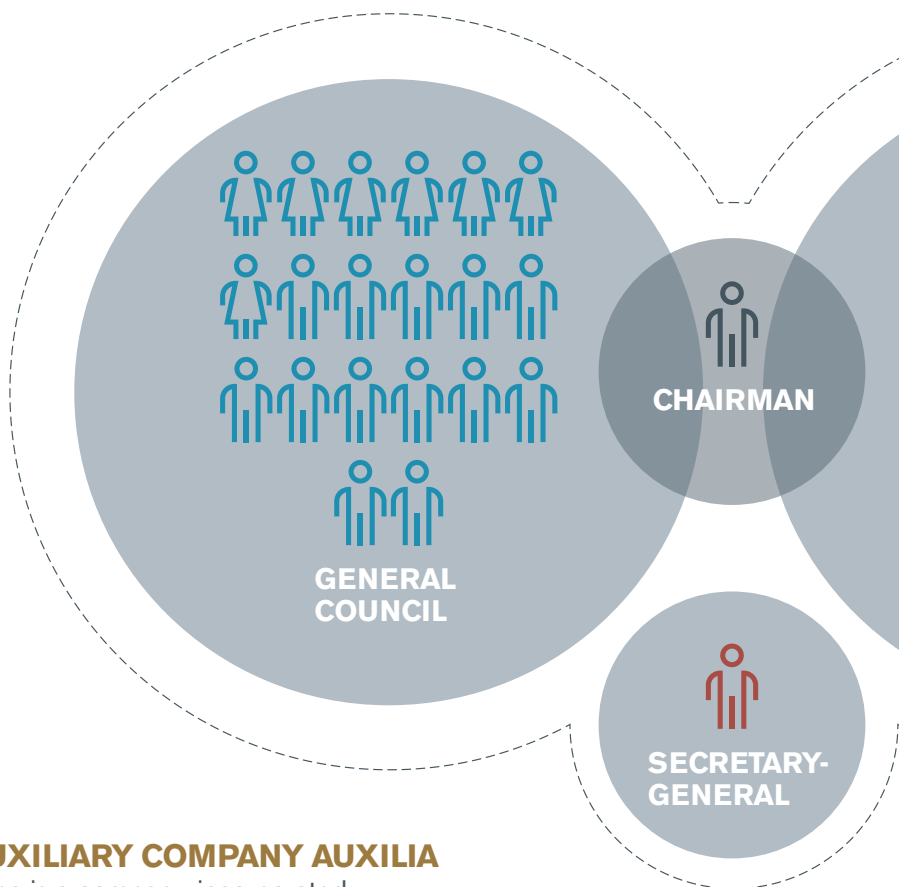 CHAIRMAN
GENERAL
COUNCIL
SECRETARY-
GENERAL
UXILIARY COMPANY AUXILIA